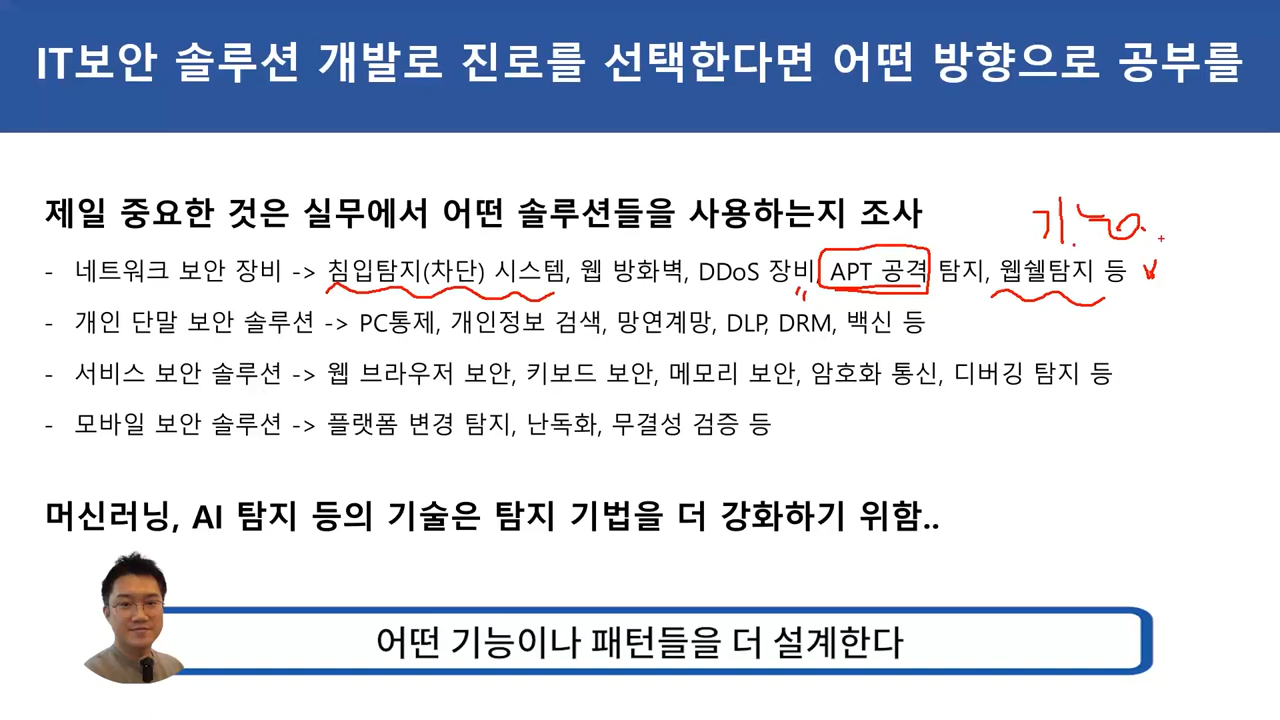 IT보안 솔루션 개발로 진로를 선택한다면 어떤 방향으로 공부를
제일 중요한 것은 실무에서 어떤 솔루션들을 사용하는지 조사
기능
- 네트워크 보안 장비 -> 침입탐지(차단) 시스템, 웹 방화벽, DDoS 장비, APT 공격 탐지, 웹쉘탐지 등
- 개인 단말 보안 솔루션 -> PC통제, 개인정보 검색, 망연계망, DLP, DRM, 백신 등
- 서비스 보안 솔루션 -> 웹 브라우저 보안, 키보드 보안, 메모리 보안, 암호화 통신, 디버깅 탐지 등
- 모바일 보안 솔루션 -> 플랫폼 변경 탐지, 난독화, 무결성 검증 등
머신러닝, AI 탐지 등의 기술은 탐지 기법을 더 강화하기 위함..
어떤 기능이나 패턴들을 더 설계한다